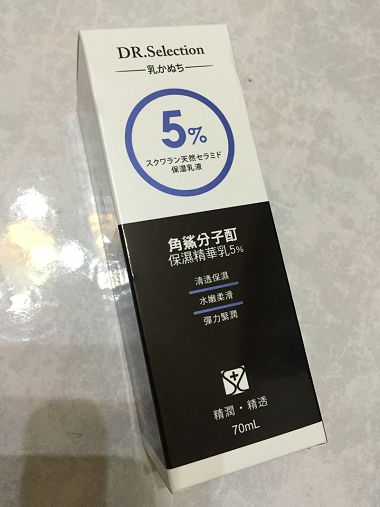 DR.Selection
乳かぬち
5%
スクワラン天然セラミド
保湿乳液
角鯊分子酊
保濕精華乳5%
清透保濕
水嫩柔滑
彈力緊潤
精潤・精透
70mL